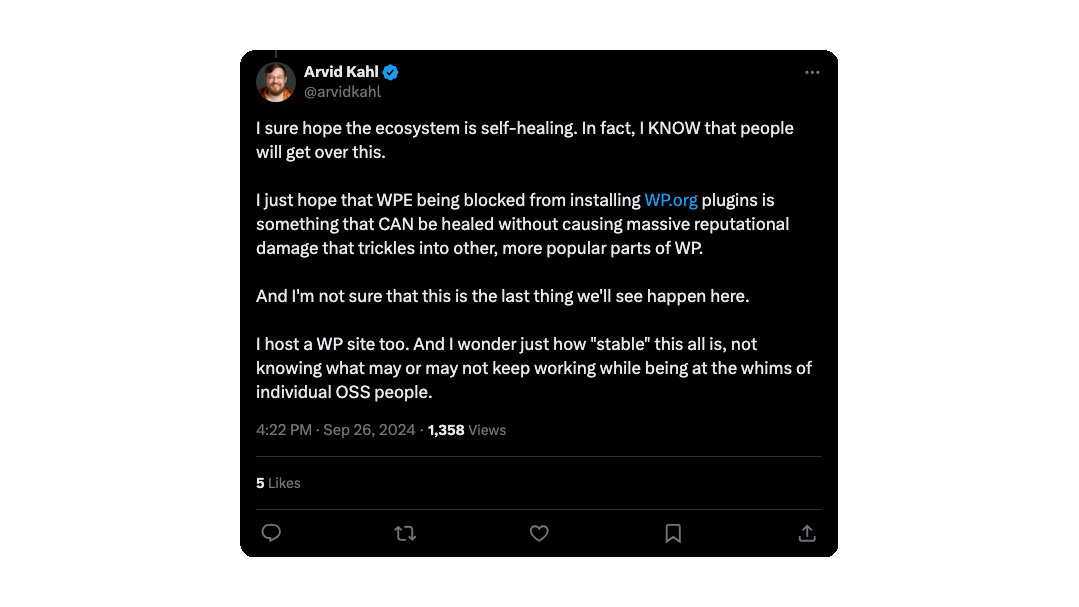 Arvid Kahl
@arvidkahl
I sure hope the ecosystem is self-healing. In fact, I KNOW that people
will get over this.
I just hope that WPE being blocked from installing WP.org plugins is
something that CAN be healed without causing massive reputational
damage that trickles into other, more popular parts of WP.
And I'm not sure that this is the last thing we'll see happen here.
I host a WP site too. And I wonder just how "stable" this all is, not
knowing what may or may not keep working while being at the whims of
individual OSS people.
4:22 PM · Sep 26, 2024 · 1,358 Views
5 Likes